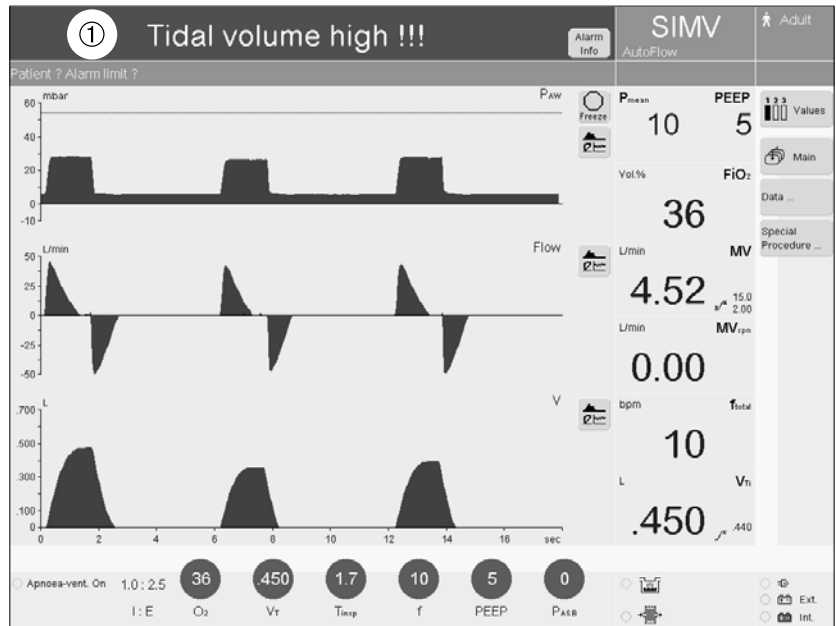 ① Tidal volume high !!!
Alarm Info
SIMV
AutoFlow
Adult
Patient ? Alarm limit ?
mbar
PAW
60
40
20
0
-10
Freeze
Pmean PEEP
10 5
1 2 3 Values
Main
Data ...
Special Procedure ...
Vol.% FiO2
36
L/min
Flow
50
25
0
-25
-50
L/min MV
4.52 15.0
2.00
L/min MVspn
0.00
L
V
.700
.500
.300
.100
0
0 2 4 6 8 10 12 14 16 sec
bpm ftotal
10
L VTi
.450 .440
Apnoea-vent. On 1.0 : 2.5 36 .450 1.7 10 5 0
I : E O2 VT Tinsp f PEEP PASB
Ext.
Int.